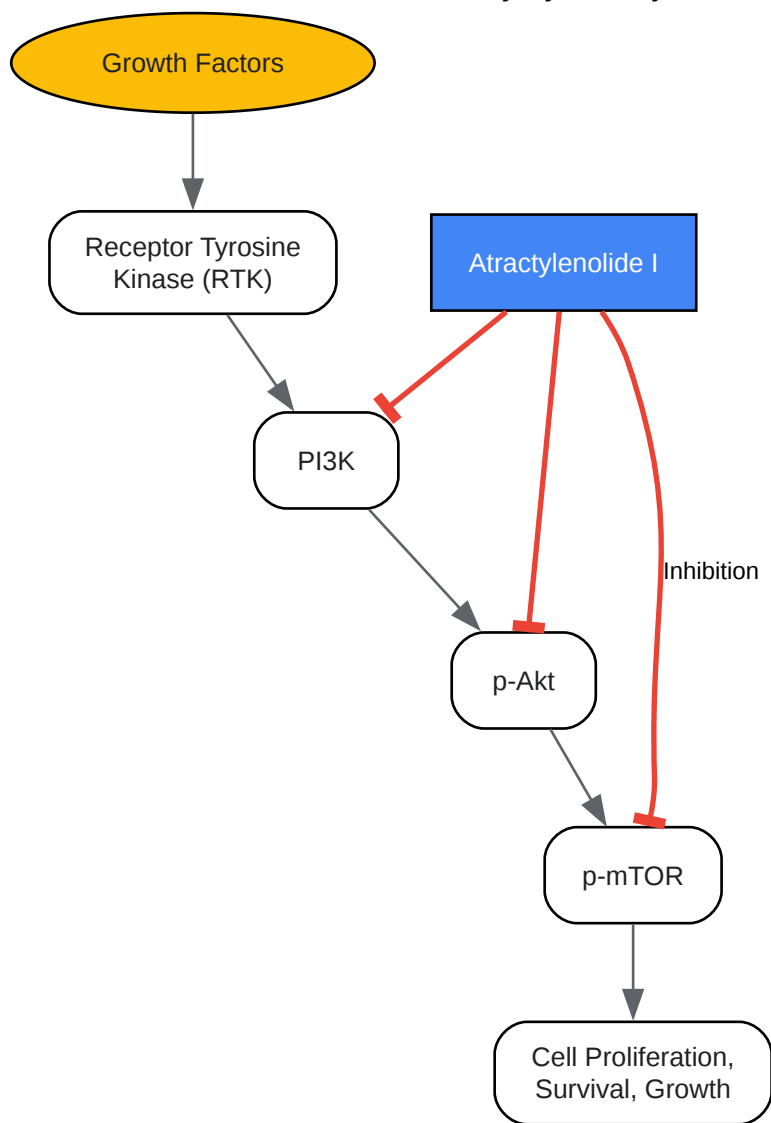 Growth Factors
Receptor Tyrosine
Kinase (RTK)
Atractylenolide I
PI3K
Inhibition
p-Akt
p-mTOR
Cell Proliferation,
Survival, Growth